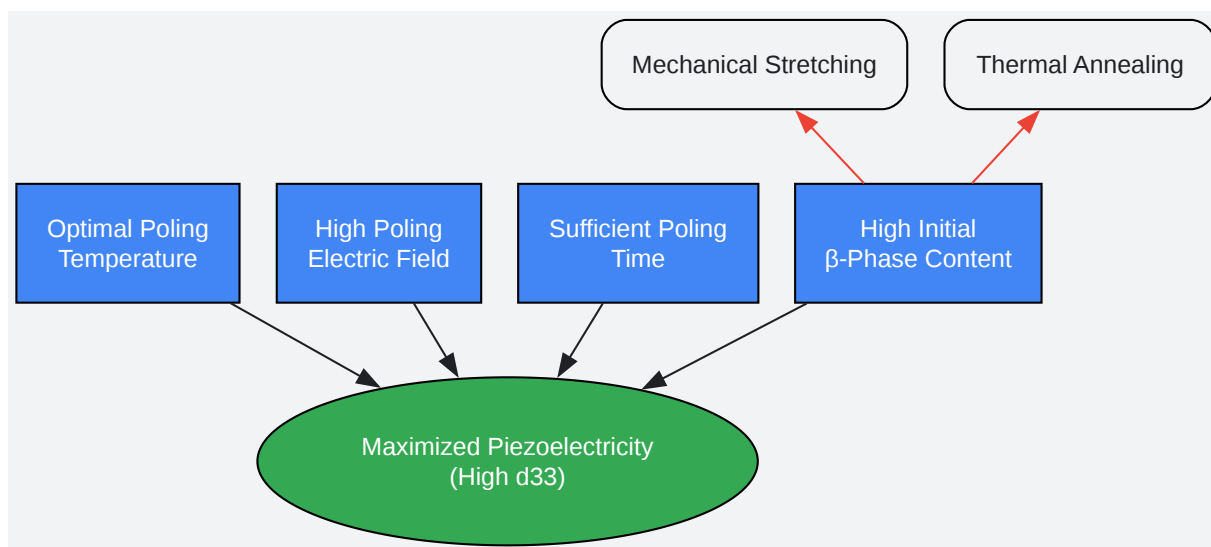 Mechanical Stretching
Thermal Annealing
Optimal Poling
Temperature
High Poling
Electric Field
Sufficient Poling
Time
High Initial
β-Phase Content
Maximized Piezoelectricity
(High d33)